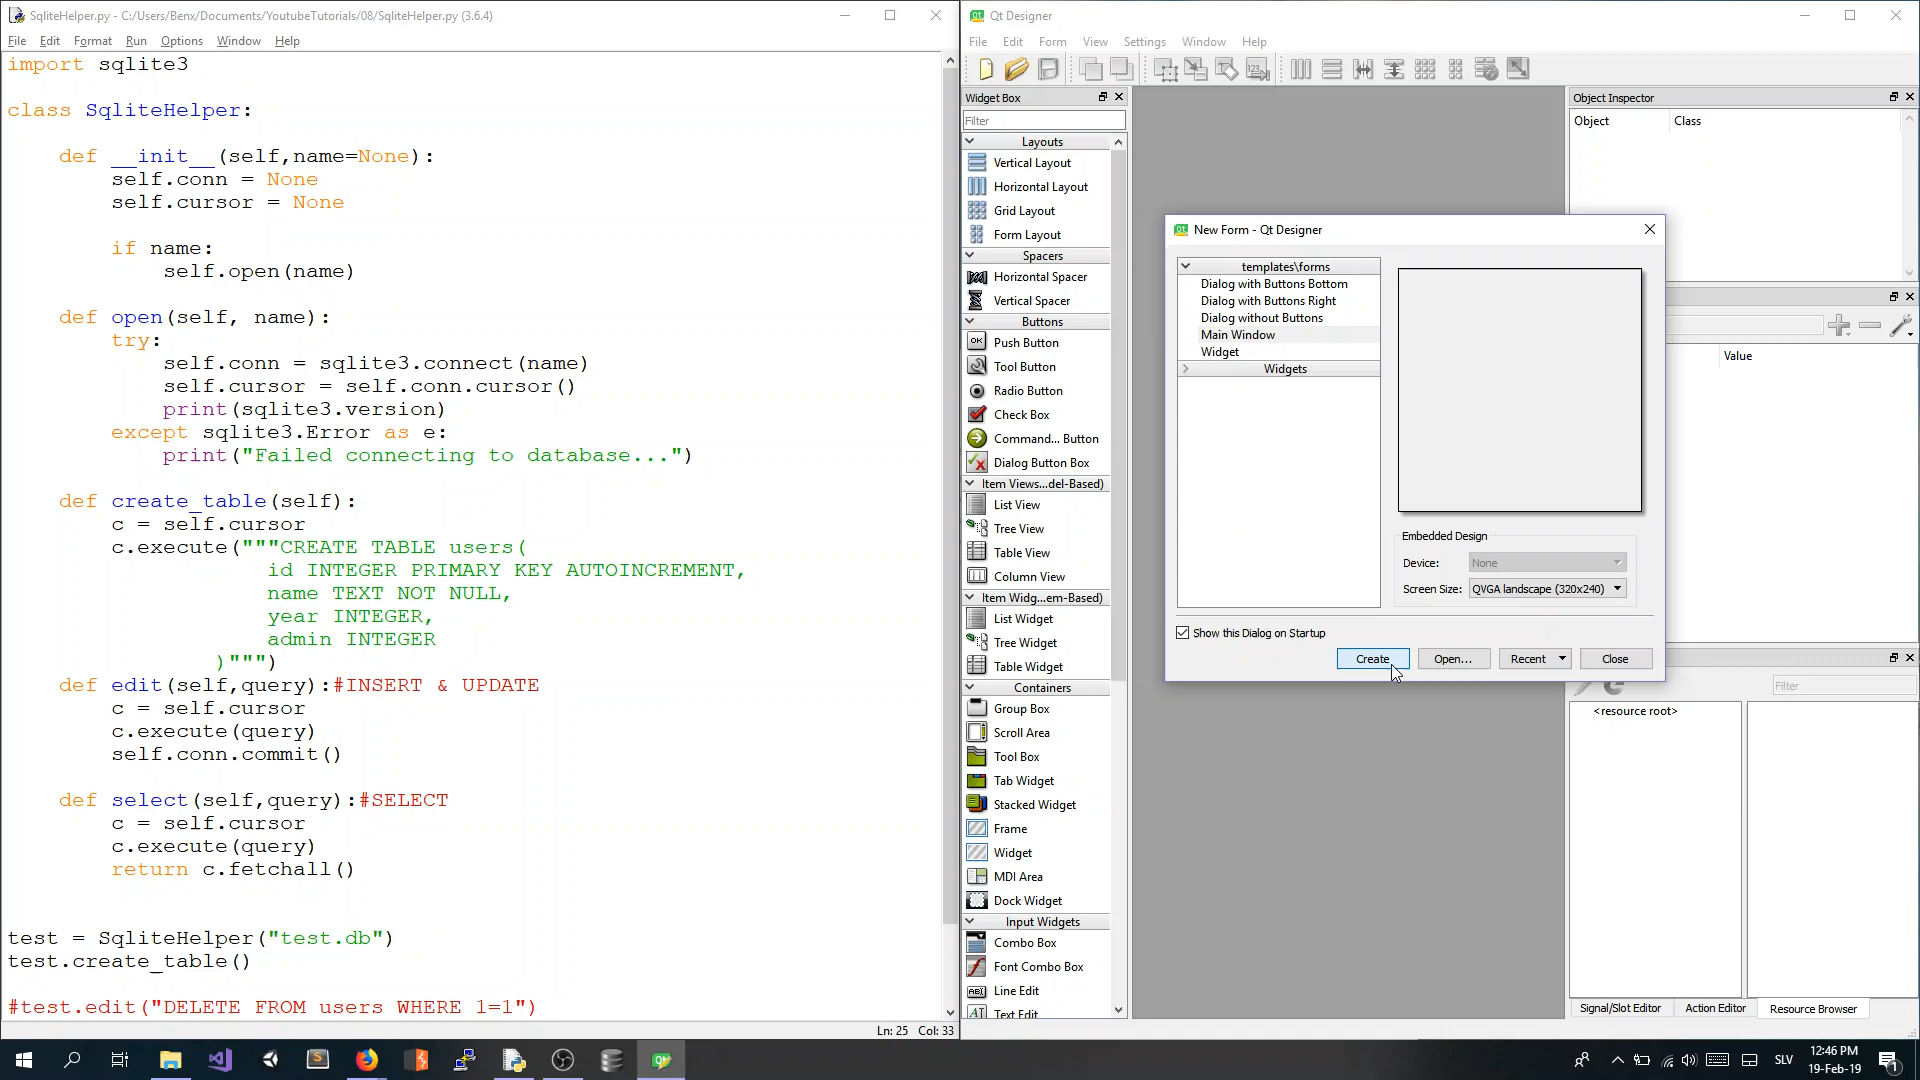 SqliteHelper.py - C:/Users/Benx/Documents/YoutubeTutorials/08/SqliteHelper.py (3.6.4)
File Edit Format Run Options Window Help
import sqlite3
class SqliteHelper:
def __init__(self,name=None):
self.conn = None
self.cursor = None
if name:
self.open(name)
def open(self, name):
try:
self.conn = sqlite3.connect(name)
self.cursor = self.conn.cursor()
print(sqlite3.version)
except sqlite3.Error as e:
print("Failed connecting to database...")
def create_table(self):
c = self.cursor
c.execute("""CREATE TABLE users(
id INTEGER PRIMARY KEY AUTOINCREMENT,
name TEXT NOT NULL,
year INTEGER,
admin INTEGER
)""")
def edit(self,query):#INSERT & UPDATE
c = self.cursor
c.execute(query)
self.conn.commit()
def select(self,query):#SELECT
c = self.cursor
c.execute(query)
return c.fetchall()
test = SqliteHelper("test.db")
test.create_table()
#test.edit("DELETE FROM users WHERE 1=1")
Ln: 25 Col: 33
Qt Designer
File Edit Form View Settings Window Help
Widget Box
Filter
Layouts
Vertical Layout
Horizontal Layout
Grid Layout
Form Layout
Spacers
Horizontal Spacer
Vertical Spacer
Buttons
Push Button
Tool Button
Radio Button
Check Box
Command... Button
Dialog Button Box
Item Views...del-Based)
List View
Tree View
Table View
Column View
Item Widg...em-Based)
List Widget
Tree Widget
Table Widget
Containers
Group Box
Scroll Area
Tool Box
Tab Widget
Stacked Widget
Frame
Widget
MDI Area
Dock Widget
Input Widgets
Combo Box
Font Combo Box
Line Edit
Text Edit
New Form - Qt Designer
templates\forms
Dialog with Buttons Bottom
Dialog with Buttons Right
Dialog without Buttons
Main Window
Widget
Widgets
Embedded Design
Device: None
Screen Size: QVGA landscape (320x240)
Show this Dialog on Startup
Create Open... Recent Close
Object Inspector
Object Class
Value
Filter
<resource root>
Signal/Slot Editor Action Editor Resource Browser
SLV
12:46 PM
19-Feb-19
1